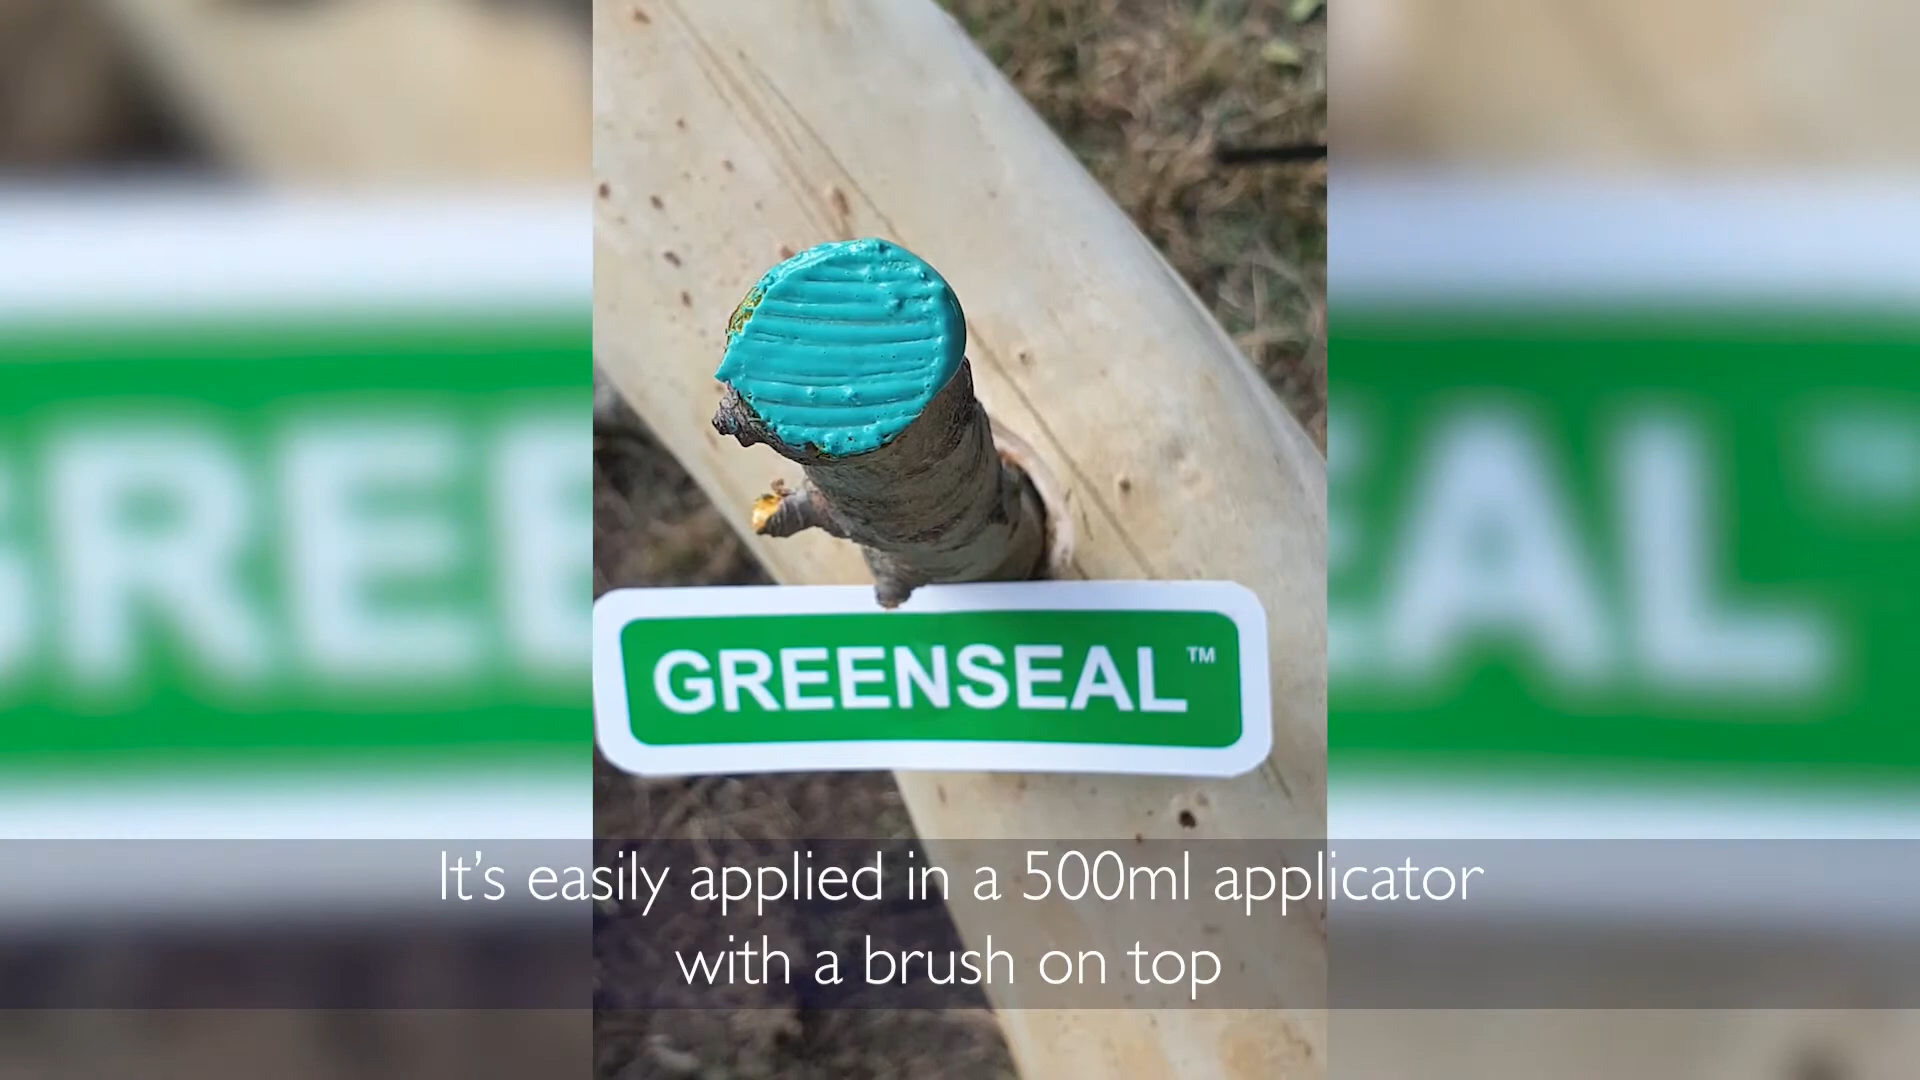 GREENSEAL™
It's easily applied in a 500ml applicator
with a brush on top